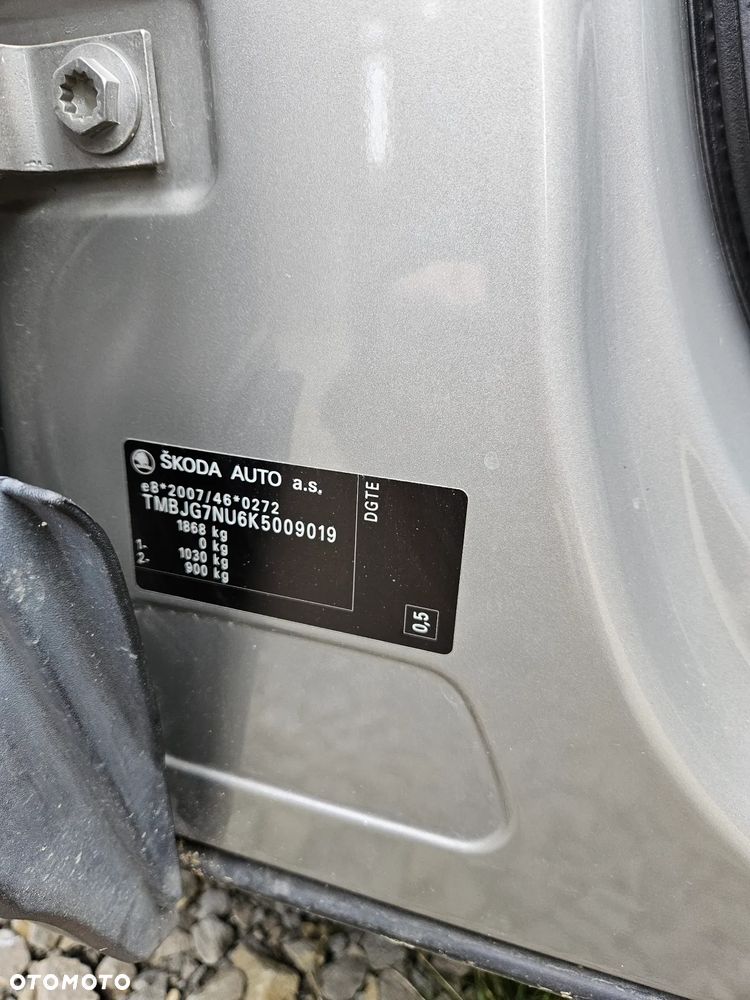 ŠKODA AUTO a.s.
e8*2007/46*0272
TMBJG7NU6K5009019
1868 kg
1- 0 kg
2- 1030 kg
900 kg
DGTE
0,5
OTOMOTO